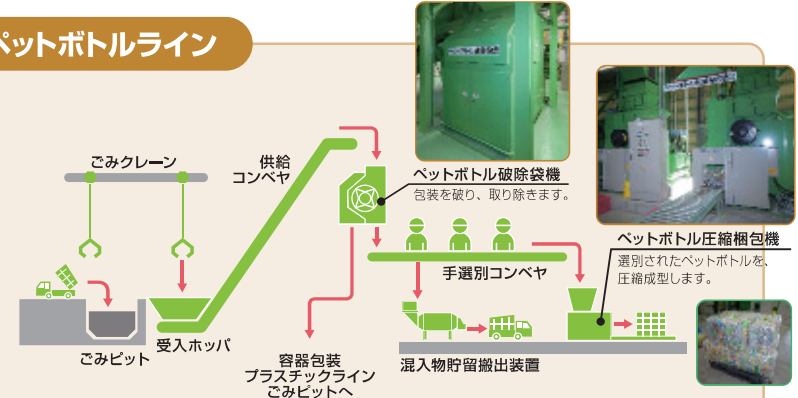 ペットボトルライン
ごみクレーン
供給
コンベヤ
ペットボトル破除袋機
包装を破り、取り除きます。
ペットボトル圧縮梱包機
選別されたペットボトルを、
圧縮成型します。
手選別コンベヤ
ごみピット
受入ホッパ
容器包装
プラスチックライン
ごみピットへ
混入物貯留搬出装置